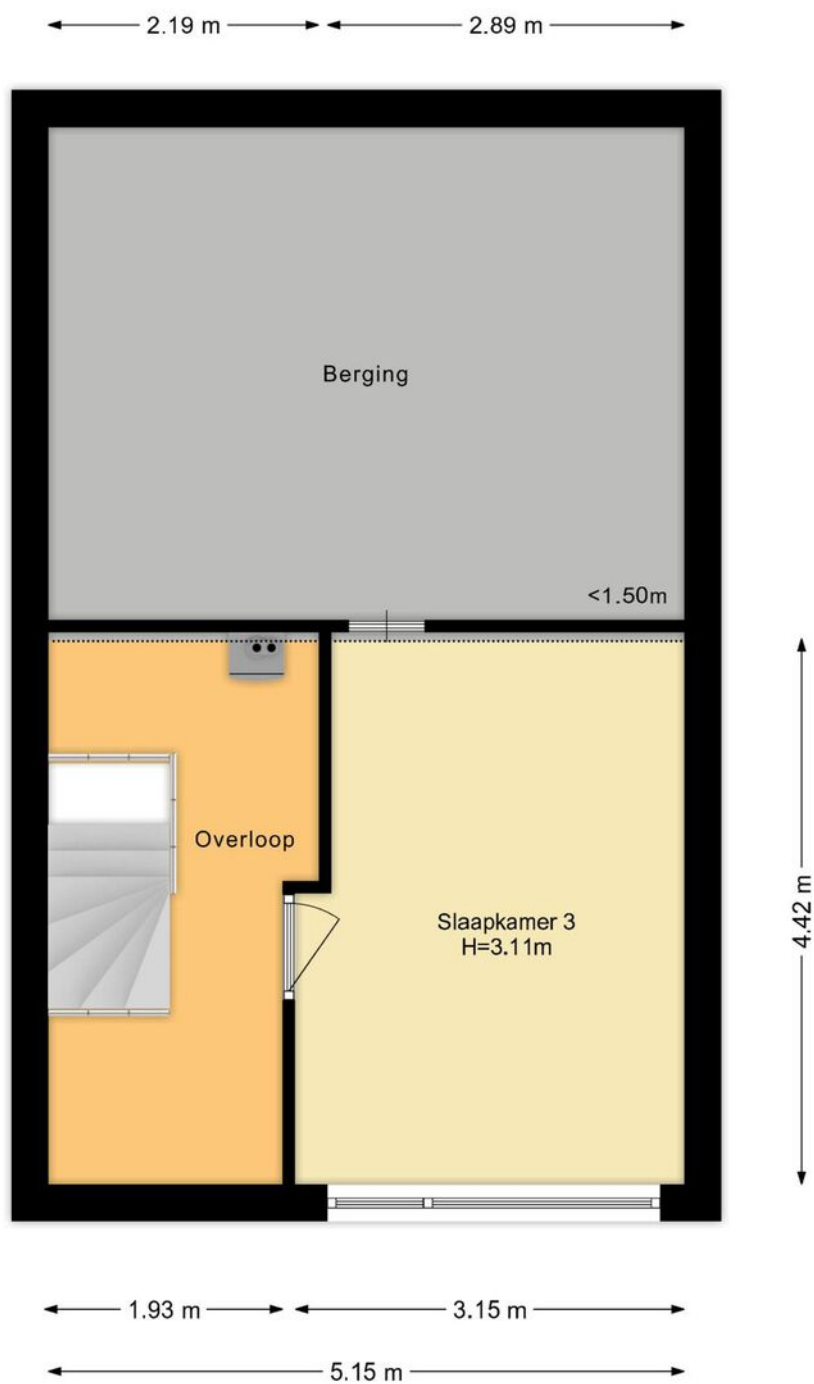 2.19 m
2.89 m
Berging
<1.50m
Overloop
Slaapkamer 3
H=3.11m
4.42 m
1.93 m
3.15 m
5.15 m